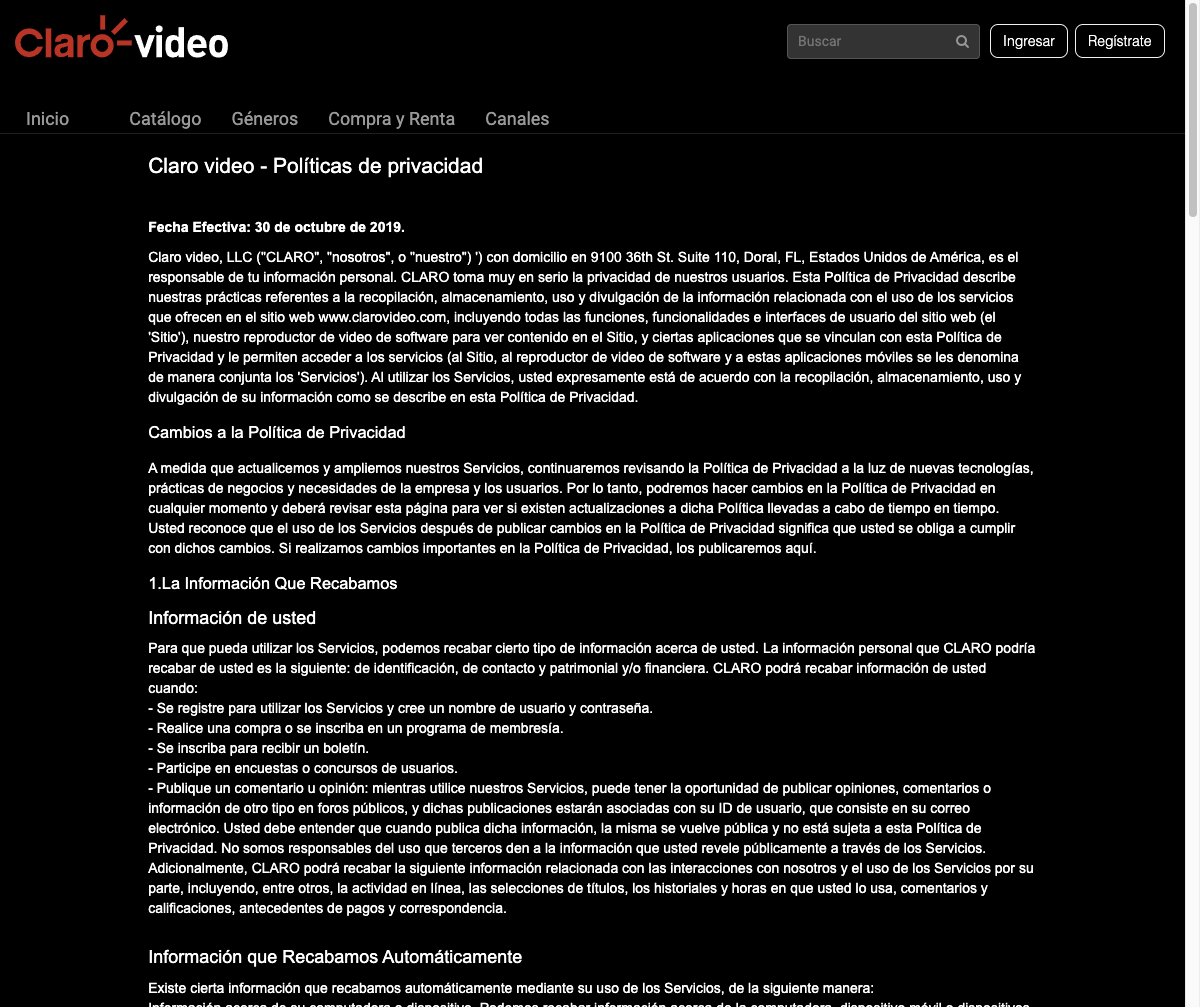 Claro-video
Buscar
Ingresar
Regístrate
Inicio
Catálogo
Géneros
Compra y Renta
Canales
Claro video - Políticas de privacidad
Fecha Efectiva: 30 de octubre de 2019.
Claro video, LLC ("CLARO", "nosotros", o "nuestro") ') con domicilio en 9100 36th St. Suite 110, Doral, FL, Estados Unidos de América, es el
responsable de tu información personal. CLARO toma muy en serio la privacidad de nuestros usuarios. Esta Política de Privacidad describe
nuestras prácticas referentes a la recopilación, almacenamiento, uso y divulgación de la información relacionada con el uso de los servicios
que ofrecen en el sitio web www.clarovideo.com, incluyendo todas las funciones, funcionalidades e interfaces de usuario del sitio web (el
'Sitio'), nuestro reproductor de video de software para ver contenido en el Sitio, y ciertas aplicaciones que se vinculan con esta Política de
Privacidad y le permiten acceder a los servicios (al Sitio, al reproductor de video de software y a estas aplicaciones móviles se les denomina
de manera conjunta los 'Servicios'). Al utilizar los Servicios, usted expresamente está de acuerdo con la recopilación, almacenamiento, uso y
divulgación de su información como se describe en esta Política de Privacidad.
Cambios a la Política de Privacidad
A medida que actualicemos y ampliemos nuestros Servicios, continuaremos revisando la Política de Privacidad a la luz de nuevas tecnologías,
prácticas de negocios y necesidades de la empresa y los usuarios. Por lo tanto, podremos hacer cambios en la Política de Privacidad en
cualquier momento y deberá revisar esta página para ver si existen actualizaciones a dicha Política llevadas a cabo de tiempo en tiempo.
Usted reconoce que el uso de los Servicios después de publicar cambios en la Política de Privacidad significa que usted se obliga a cumplir
con dichos cambios. Si realizamos cambios importantes en la Política de Privacidad, los publicaremos aquí.
1.La Información Que Recabamos
Información de usted
Para que pueda utilizar los Servicios, podemos recabar cierto tipo de información acerca de usted. La información personal que CLARO podría
recabar de usted es la siguiente: de identificación, de contacto y patrimonial y/o financiera. CLARO podrá recabar información de usted
cuando:
- Se registre para utilizar los Servicios y cree un nombre de usuario y contraseña.
- Realice una compra o se inscriba en un programa de membresía.
- Se inscriba para recibir un boletín.
- Participe en encuestas o concursos de usuarios.
- Publique un comentario u opinión: mientras utilice nuestros Servicios, puede tener la oportunidad de publicar opiniones, comentarios o
información de otro tipo en foros públicos, y dichas publicaciones estarán asociadas con su ID de usuario, que consiste en su correo
electrónico. Usted debe entender que cuando publica dicha información, la misma se vuelve pública y no está sujeta a esta Política de
Privacidad. No somos responsables del uso que terceros den a la información que usted revele públicamente a través de los Servicios.
Adicionalmente, CLARO podrá recabar la siguiente información relacionada con las interacciones con nosotros y el uso de los Servicios por su
parte, incluyendo, entre otros, la actividad en línea, las selecciones de títulos, los historiales y horas en que usted lo usa, comentarios y
calificaciones, antecedentes de pagos y correspondencia.
Información que Recabamos Automáticamente
Existe cierta información que recabamos automáticamente mediante su uso de los Servicios, de la siguiente manera:
Información acerca de su computadora o dispositivo. Podemos recabar información acerca de la computadora, dispositivo móvil o dispositivos